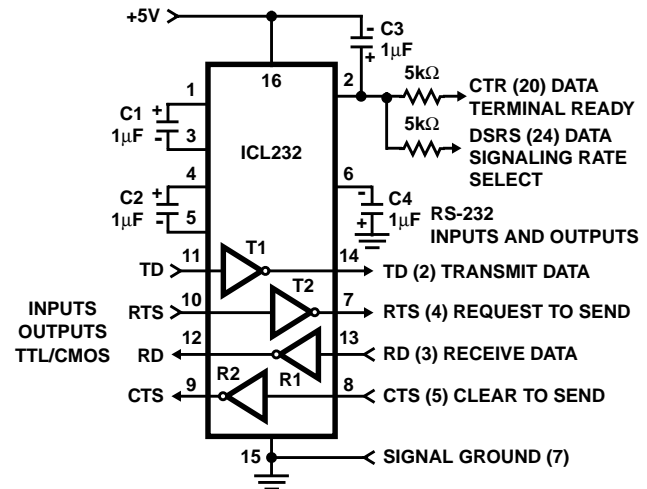 +5V
- C3
1μF
+
16
1
2
5kΩ
CTR (20) DATA
TERMINAL READY
C1 +
1μF -
3
5kΩ
DSRS (24) DATA
SIGNALING RATE
SELECT
ICL232
4
6
C2 +
1μF -
5
- C4
+ 1μF
RS-232
INPUTS AND OUTPUTS
T1
TD
11
14
TD (2) TRANSMIT DATA
T2
INPUTS
OUTPUTS
TTL/CMOS
RTS
10
7
RTS (4) REQUEST TO SEND
RD
12
13
RD (3) RECEIVE DATA
R2
R1
CTS
9
8
CTS (5) CLEAR TO SEND
15
SIGNAL GROUND (7)